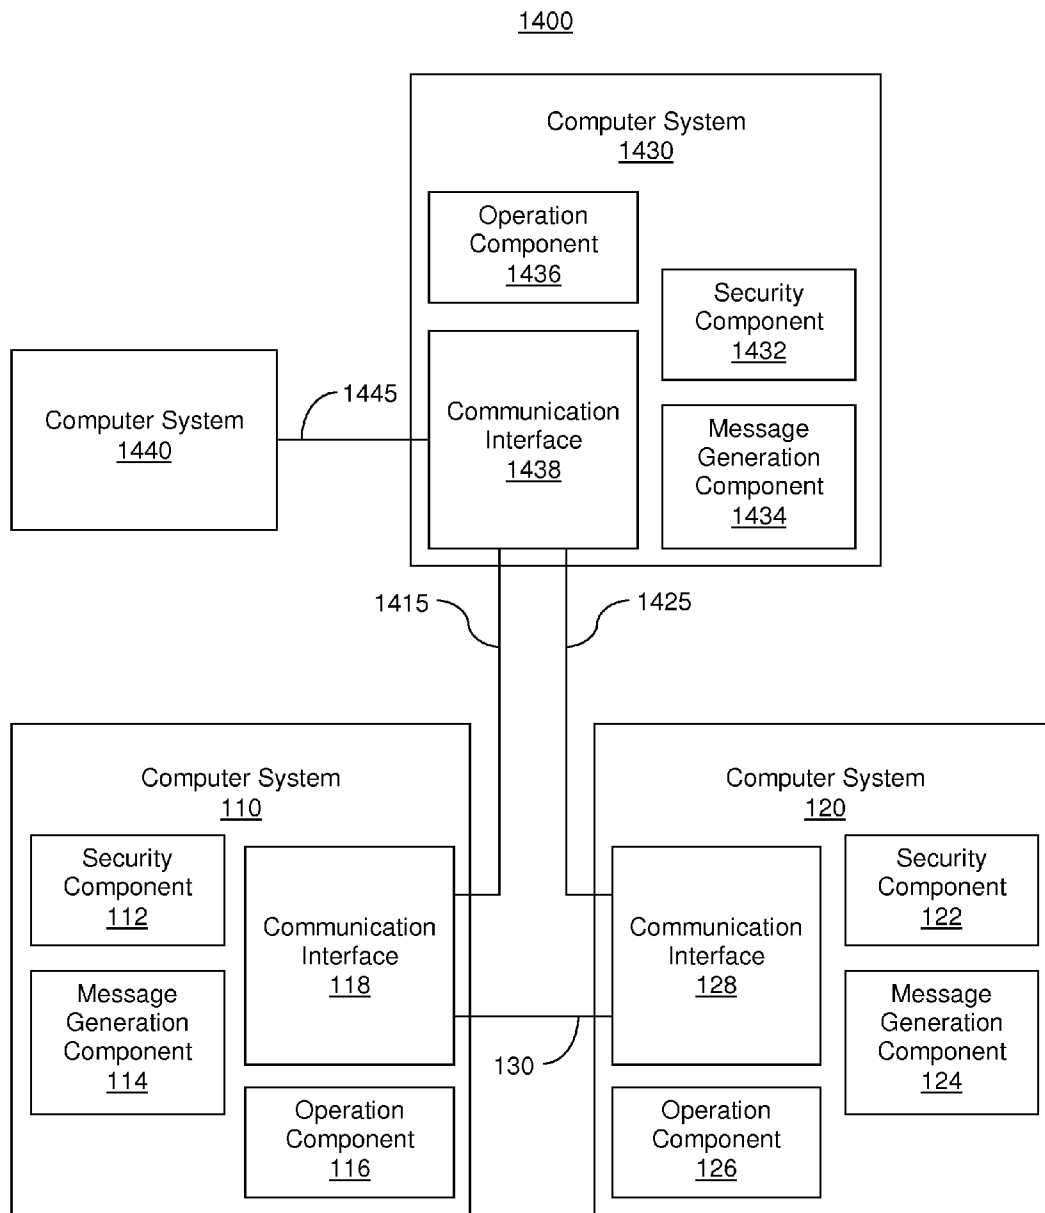 1400
Computer System
1430
Operation
Component
1436
Security
Component
1432
Communication
Interface
1438
Message
Generation
Component
1434
Computer System
1440
1445
1415
1425
Computer System
110
Security
Component
112
Message
Generation
Component
114
Communication
Interface
118
Operation
Component
116
130
Computer System
120
Communication
Interface
128
Security
Component
122
Message
Generation
Component
124
Operation
Component
126